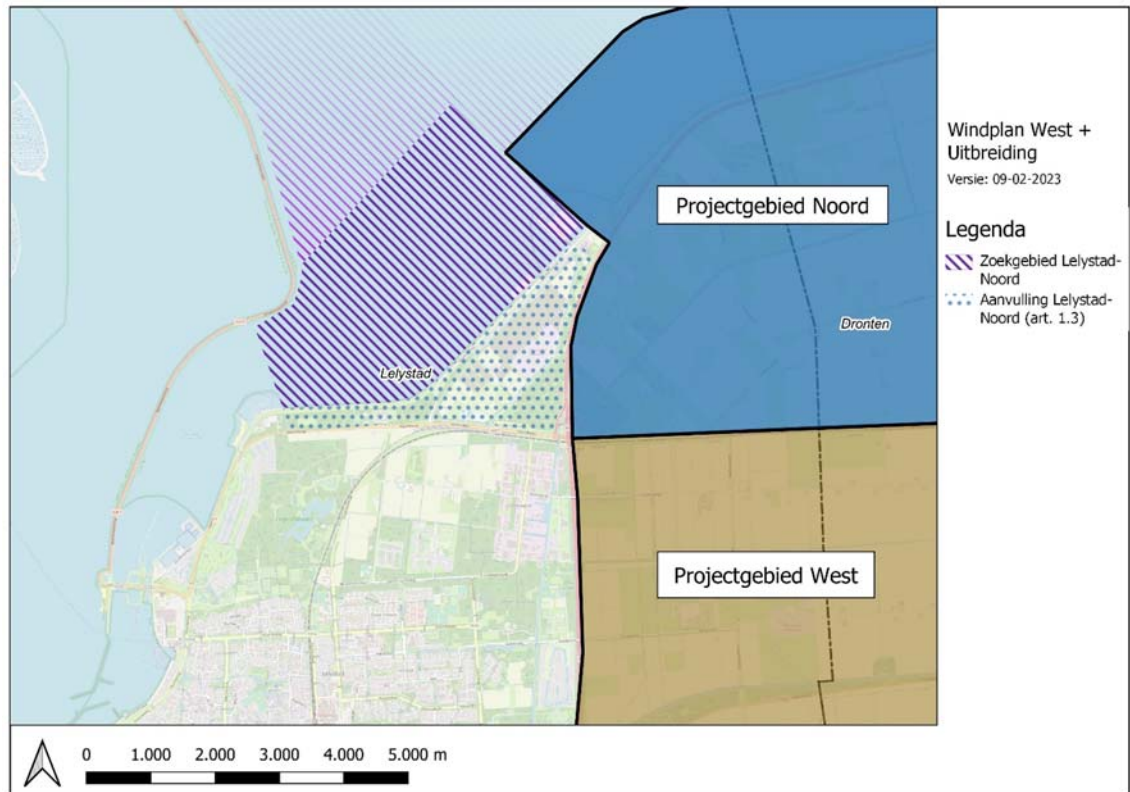 Windplan West +
Uitbreiding
Versie: 09-02-2023
Legenda
Zoekgebied Lelystad-
Noord
Aanvulling Lelystad-
Noord (art. 1.3)
Projectgebied Noord
Dronten
Lelystad
Projectgebied West
0 1.000 2.000 3.000 4.000 5.000 m